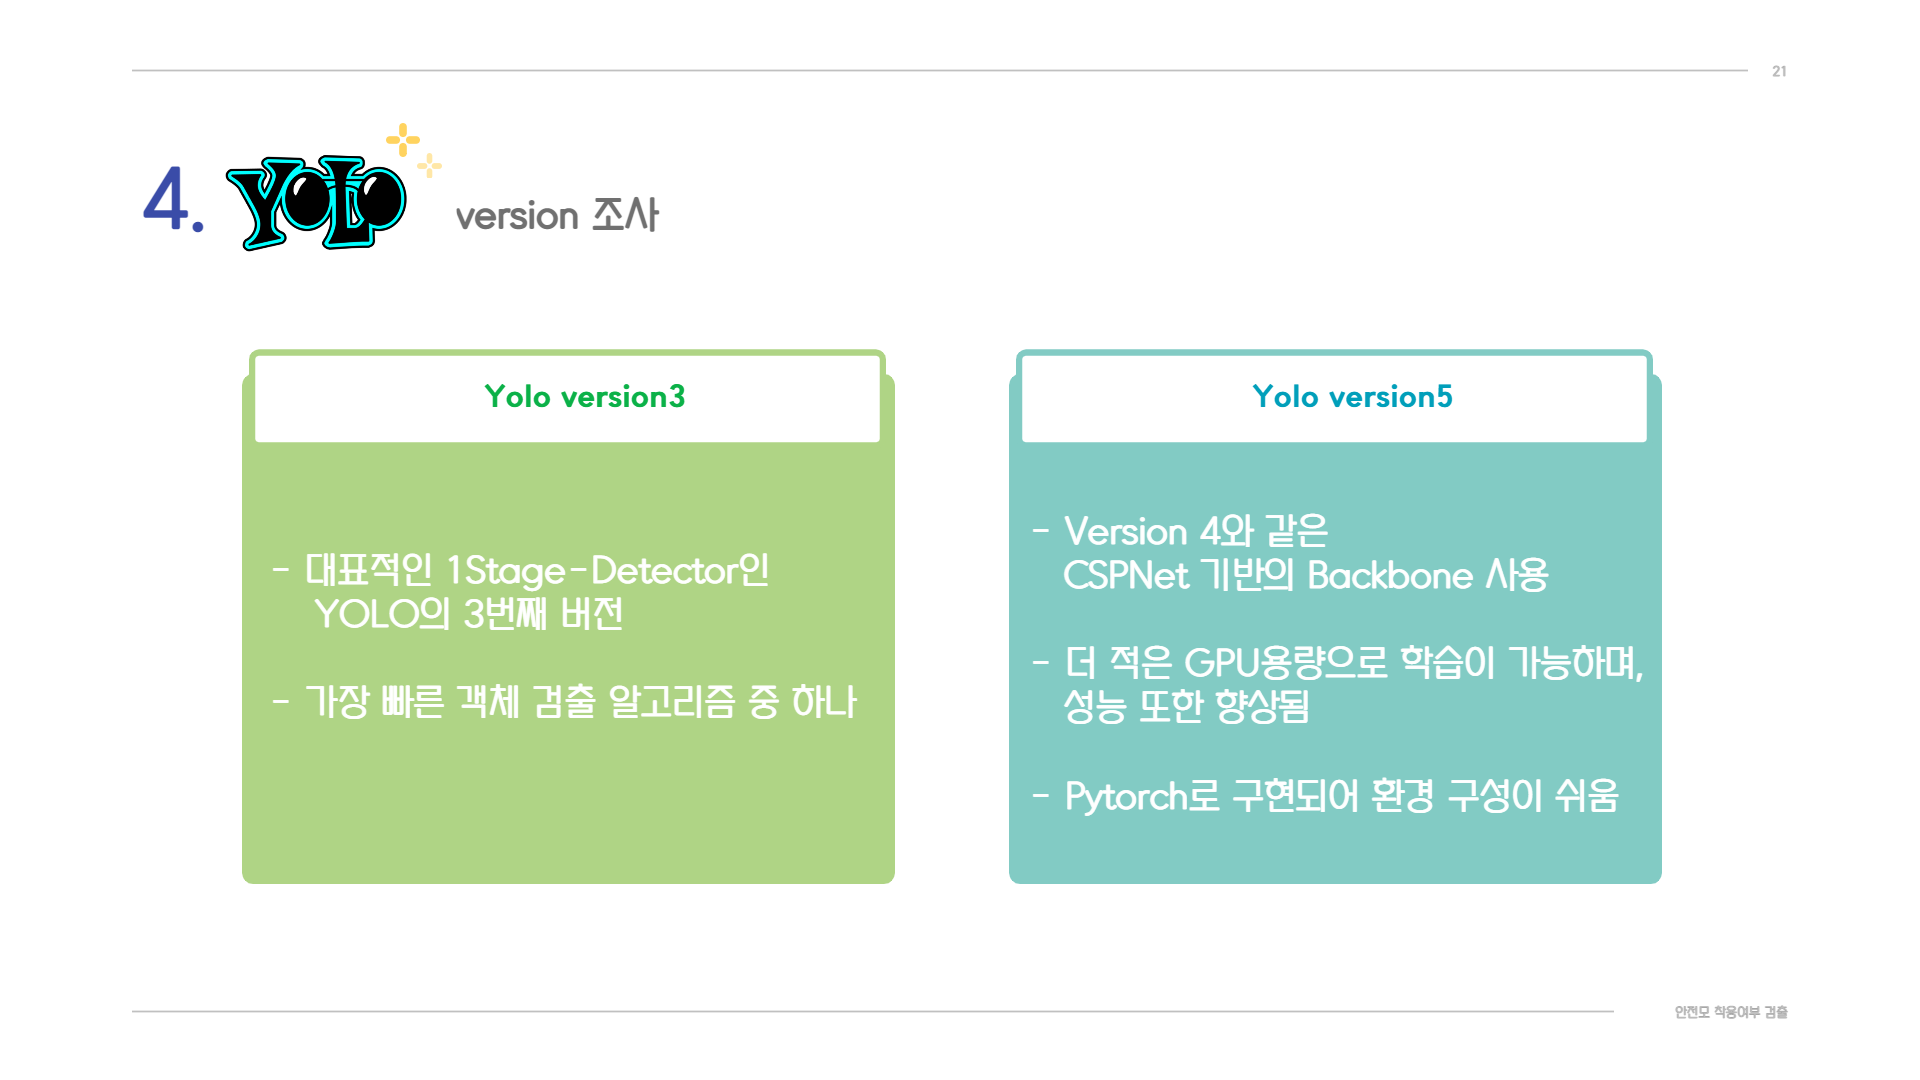 21
4. YOLO version 조사
Yolo version3
- 대표적인 1Stage-Detector인
YOLO의 3번째 버전
- 가장 빠른 객체 검출 알고리즘 중 하나
Yolo version5
- Version 4와 같은
CSPNet 기반의 Backbone 사용
- 더 적은 GPU용량으로 학습이 가능하며,
성능 또한 향상됨
- Pytorch로 구현되어 환경 구성이 쉬움
안전모 착용여부 검출